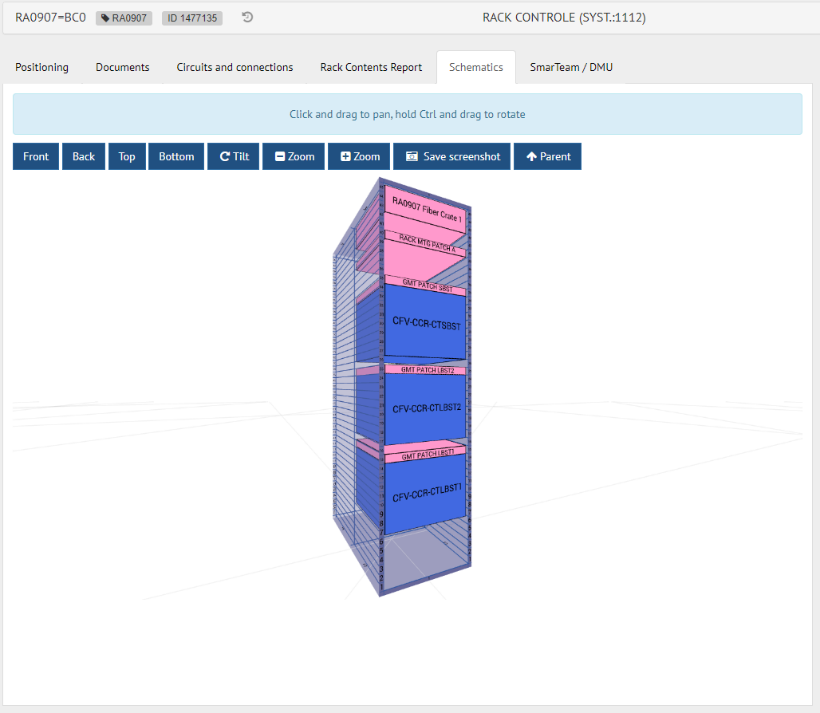 RA0907=BC0 RA0907 ID 1477135 RACK CONTROLE (SYST.:1112)
Positioning Documents Circuits and connections Rack Contents Report Schematics SmarTeam / DMU
Click and drag to pan, hold Ctrl and drag to rotate
Front Back Top Bottom Tilt Zoom Zoom Save screenshot Parent
RA0907 Fiber Crate 1
RACK MTG PATCH A
GMT PATCH SBST
CFV-CCR-CTSBST
GMT PATCH LBST2
CFV-CCR-CTLBST2
GMT PATCH LBST1
CFV-CCR-CTLBST1